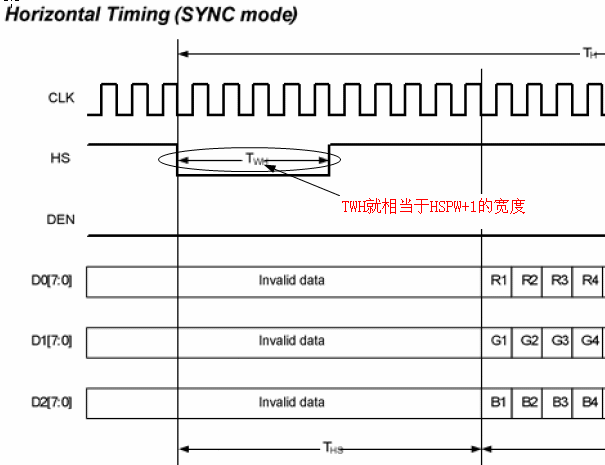 Horizontal Timing (SYNC mode)
TH
CLK
HS
TWH
TWH就相当于HSPW+1的宽度
DEN
D0[7:0] Invalid data R1 R2 R3 R4
D1[7:0] Invalid data G1 G2 G3 G4
D2[7:0] Invalid data B1 B2 B3 B4
THS